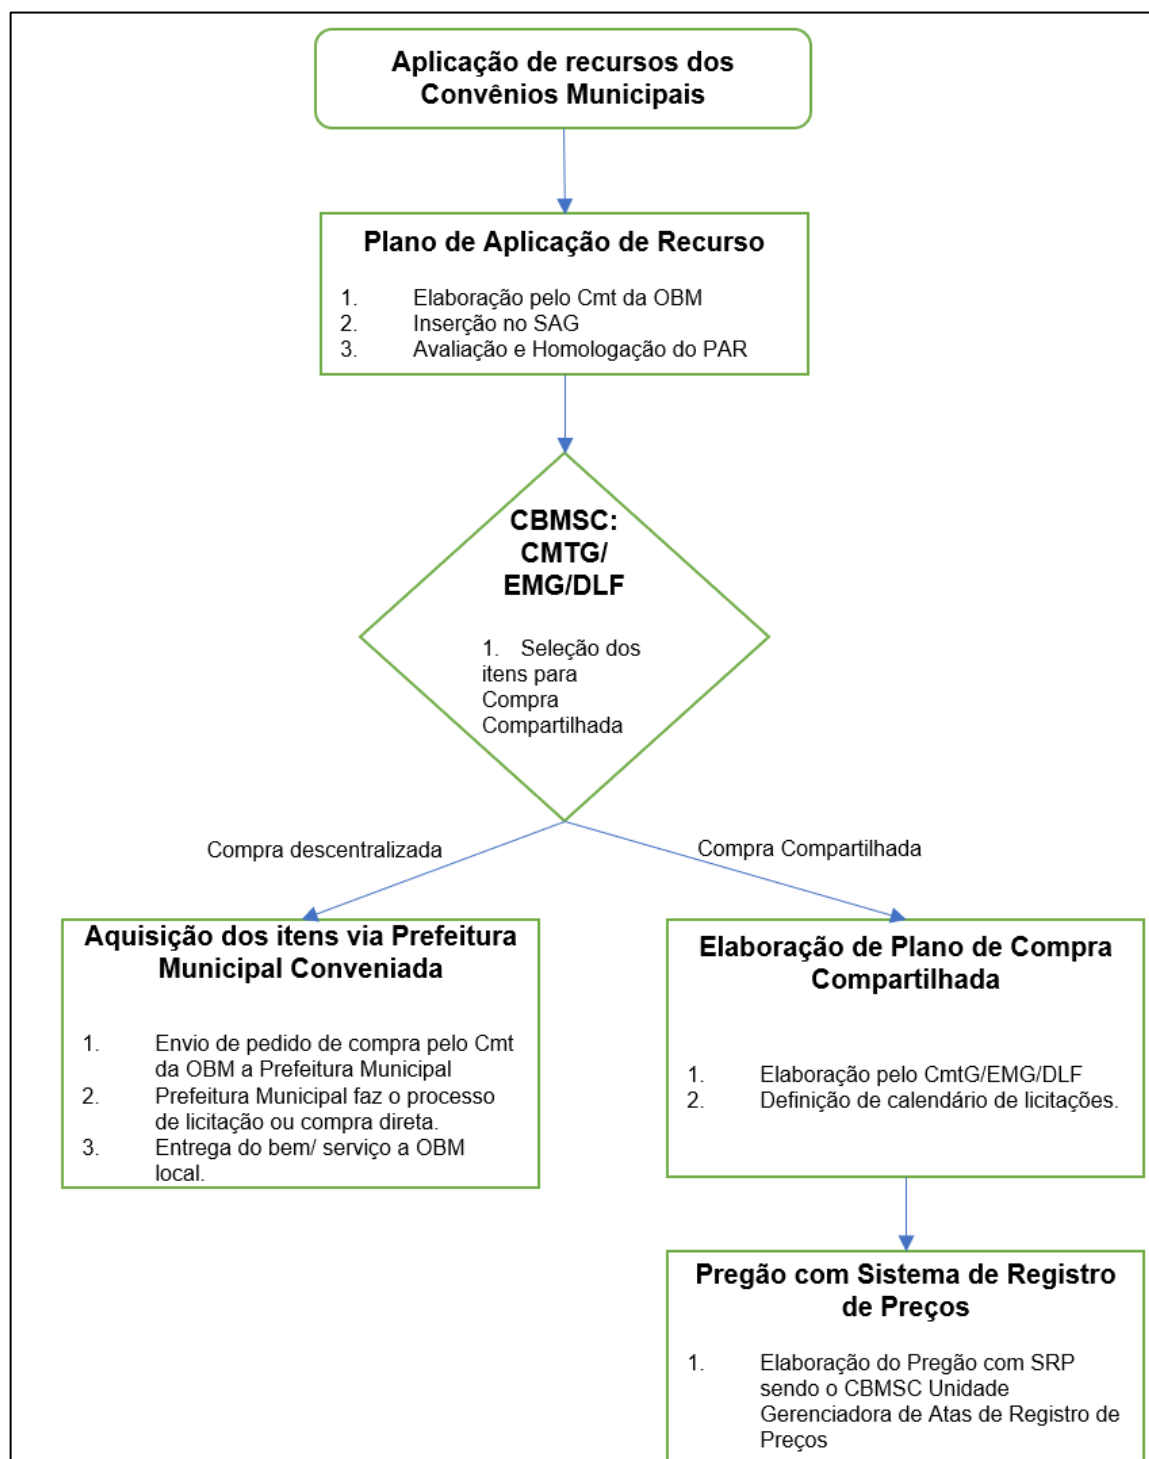 Aplicação de recursos dos
Convênios Municipais
Plano de Aplicação de Recurso
1. Elaboração pelo Cmt da OBM
2. Inserção no SAG
3. Avaliação e Homologação do PAR
CBMSC:
CMTG/
EMG/DLF
1. Seleção dos
itens para
Compra
Compartilhada
Compra descentralizada
Compra Compartilhada
Aquisição dos itens via Prefeitura
Municipal Conveniada
1. Envio de pedido de compra pelo Cmt
da OBM a Prefeitura Municipal
2. Prefeitura Municipal faz o processo
de licitação ou compra direta.
3. Entrega do bem/ serviço a OBM
local.
Elaboração de Plano de Compra
Compartilhada
1. Elaboração pelo CmtG/EMG/DLF
2. Definição de calendário de licitações.
Pregão com Sistema de Registro
de Preços
1. Elaboração do Pregão com SRP
sendo o CBMSC Unidade
Gerenciadora de Atas de Registro de
Preços